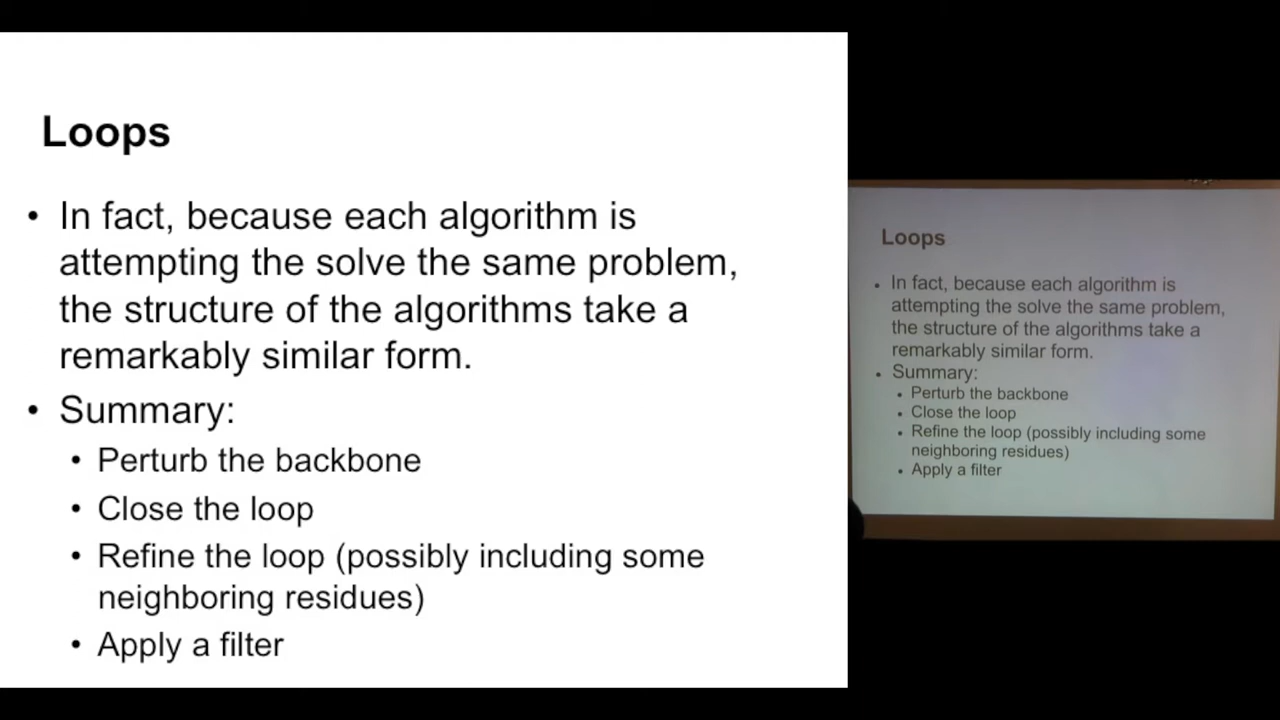 Loops
• In fact, because each algorithm is
attempting the solve the same problem,
the structure of the algorithms take a
remarkably similar form.
• Summary:
• Perturb the backbone
• Close the loop
• Refine the loop (possibly including some
neighboring residues)
• Apply a filter
Loops
• In fact, because each algorithm is
attempting the solve the same problem,
the structure of the algorithms take a
remarkably similar form.
• Summary:
• Perturb the backbone
• Close the loop
• Refine the loop (possibly including some
neighboring residues)
• Apply a filter